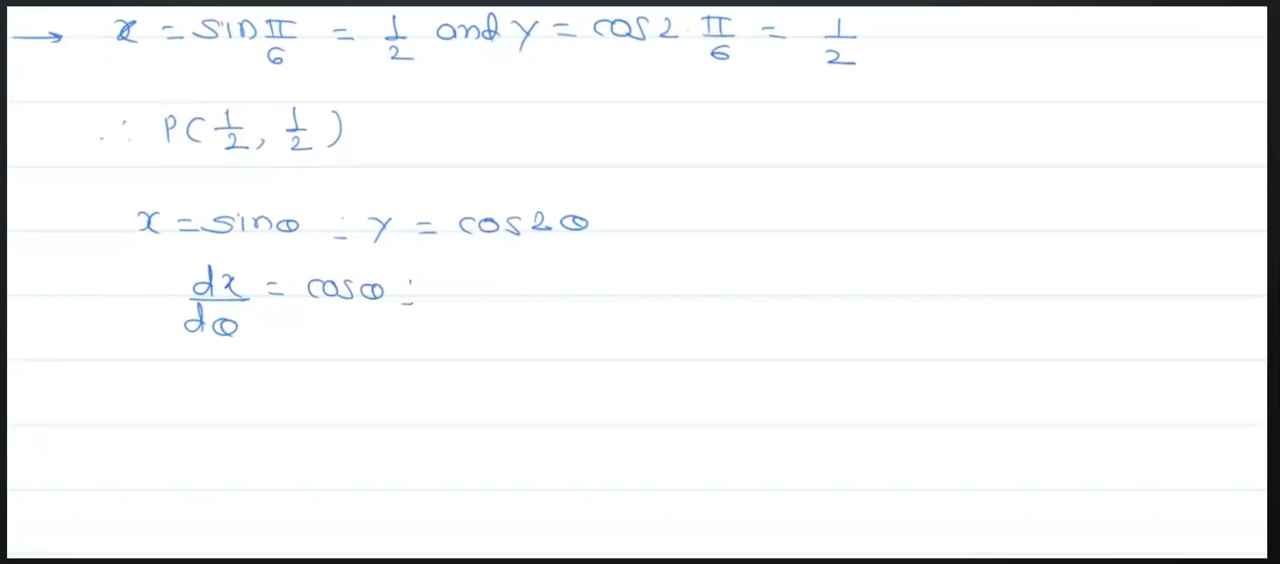 → x = sin π/6 = 1/2 and y = cos 2 · π/6 = 1/2
∴ P(1/2, 1/2)
x = sinθ ; y = cos2θ
dx/dθ = cosθ ;